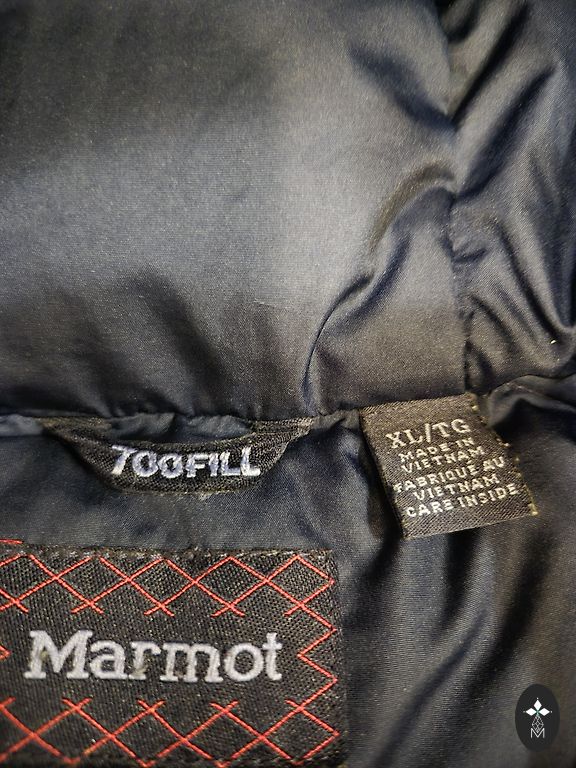 700FILL
XL/TG
MADE IN
VIETNAM
FABRIQUE AU
VIETNAM
CARE INSIDE
Marmot
M